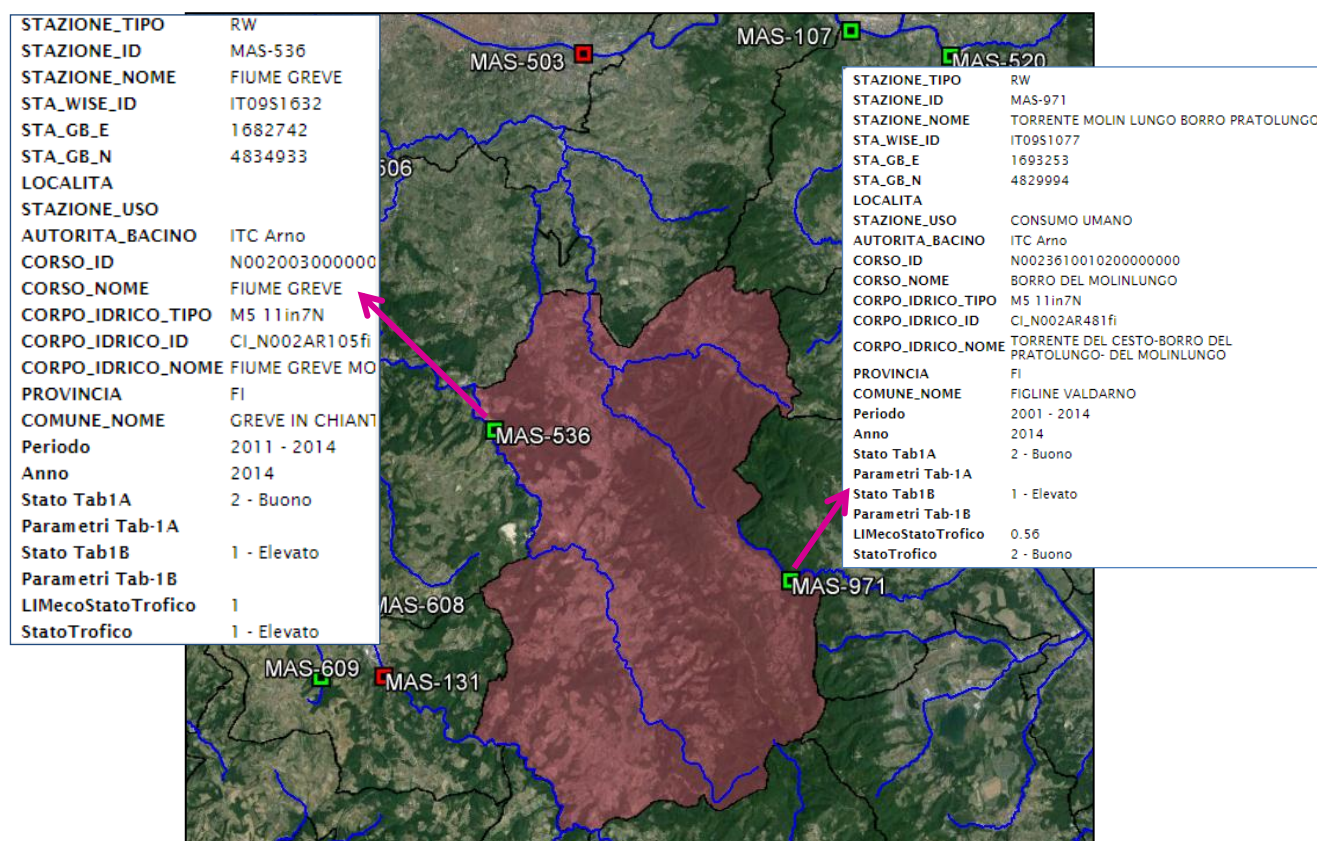 STAZIONE_TIPO RW
STAZIONE_ID MAS-536
STAZIONE_NOME FIUME GREVE
STA_WISE_ID IT09S1632
STA_GB_E 1682742
STA_GB_N 4834933
LOCALITA
STAZIONE_USO
AUTORITA_BACINO ITC Arno
CORSO_ID N002003000000
CORSO_NOME FIUME GREVE
CORPO_IDRICO_TIPO M5 11in7N
CORPO_IDRICO_ID CI_N002AR105fi
CORPO_IDRICO_NOME FIUME GREVE MO
PROVINCIA FI
COMUNE_NOME GREVE IN CHIANT
Periodo 2011 - 2014
Anno 2014
Stato Tab1A 2 - Buono
Parametri Tab-1A
Stato Tab1B 1 - Elevato
Parametri Tab-1B
LIMecoStatoTrofico 1
StatoTrofico 1 - Elevato
MAS-503
MAS-107
MAS-520
506
MAS-536
MAS-971
MAS-608
MAS-609
MAS-131
STAZIONE_TIPO RW
STAZIONE_ID MAS-971
STAZIONE_NOME TORRENTE MOLIN LUNGO BORRO PRATOLUNGO
STA_WISE_ID IT09S1077
STA_GB_E 1693253
STA_GB_N 4829994
LOCALITA
STAZIONE_USO CONSUMO UMANO
AUTORITA_BACINO ITC Arno
CORSO_ID N0023610010200000000
CORSO_NOME BORRO DEL MOLINLUNGO
CORPO_IDRICO_TIPO M5 11in7N
CORPO_IDRICO_ID CI_N002AR481fi
CORPO_IDRICO_NOME TORRENTE DEL CESTO-BORRO DEL
PRATOLUNGO- DEL MOLINLUNGO
PROVINCIA FI
COMUNE_NOME FIGLINE VALDARNO
Periodo 2001 - 2014
Anno 2014
Stato Tab1A 2 - Buono
Parametri Tab-1A
Stato Tab1B 1 - Elevato
Parametri Tab-1B
LIMecoStatoTrofico 0.56
StatoTrofico 2 - Buono